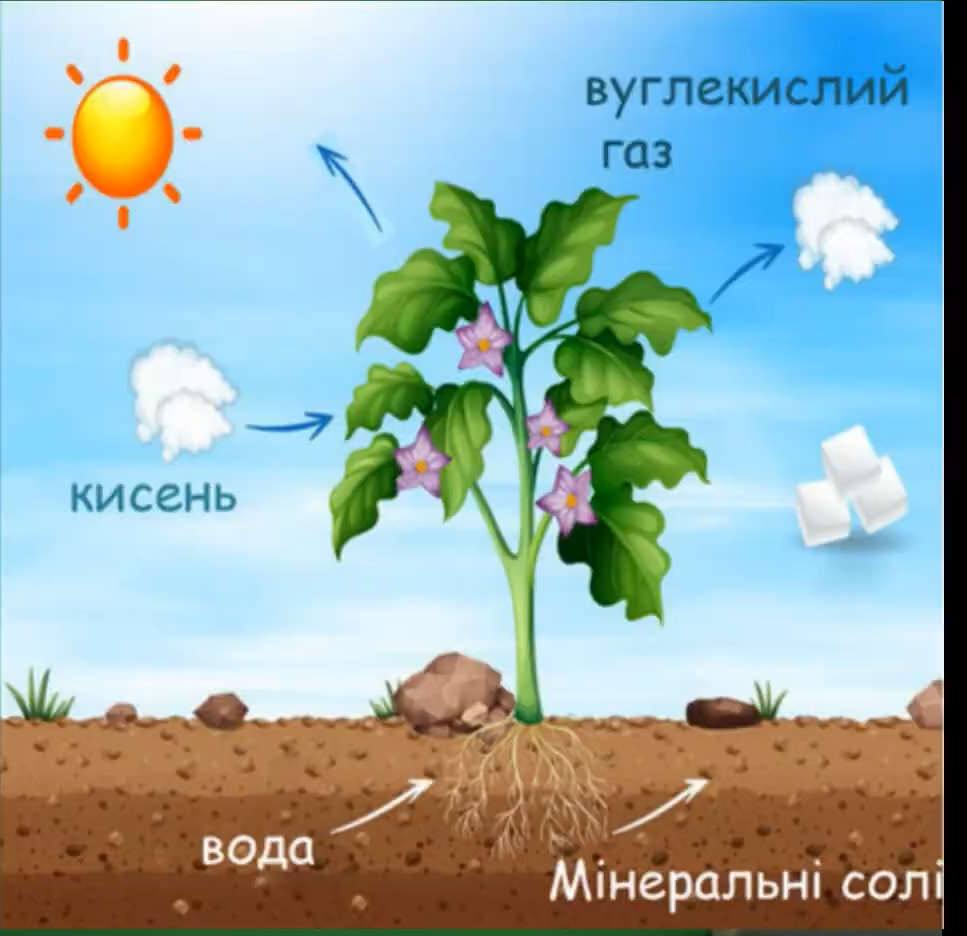 вуглекислий
газ
кисень
вода
Мінеральні солі